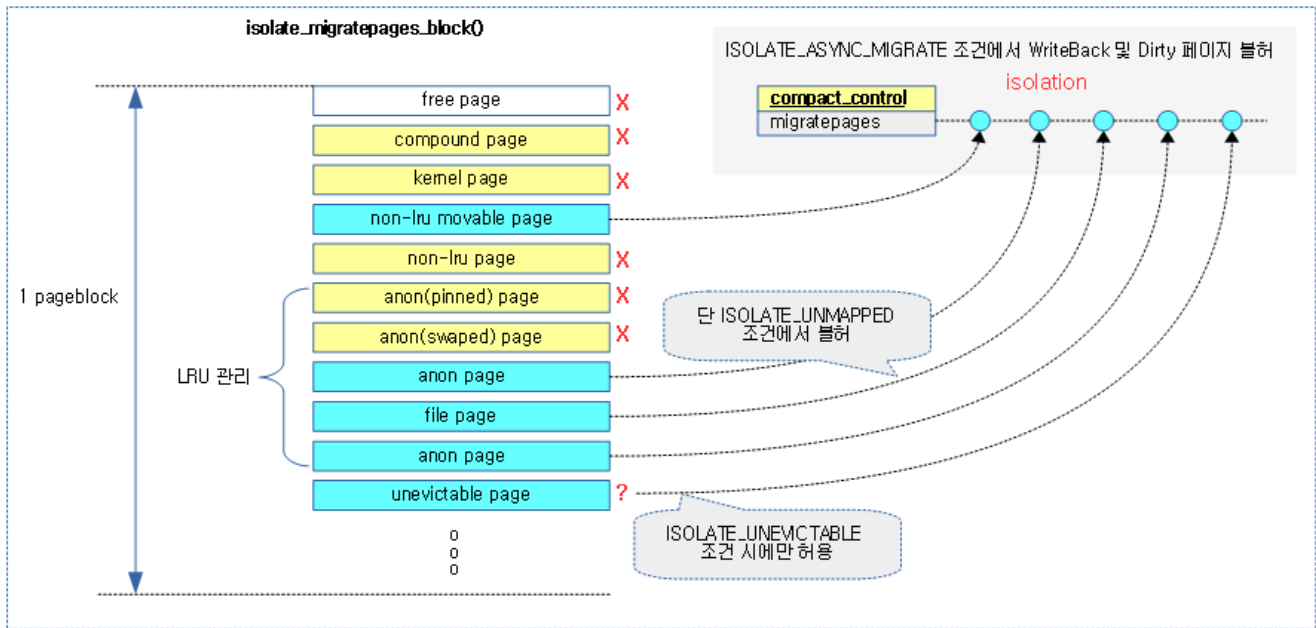 isolate_migratepages_block()
ISOLATE_ASYNC_MIGRATE 조건에서 WriteBack 및 Dirty 페이지 불허
isolation
compact_control
migratepages
free page X
compound page X
kernel page X
non-lru movable page
non-lru page X
anon(pinned) page X
anon(swaped) page X
anon page
file page
anon page
unevictable page ?
o
o
o
1 pageblock
LRU 관리
단 ISOLATE_UNMAPPED
조건에서 불허
ISOLATE_UNEVICTABLE
조건 시에만 허용